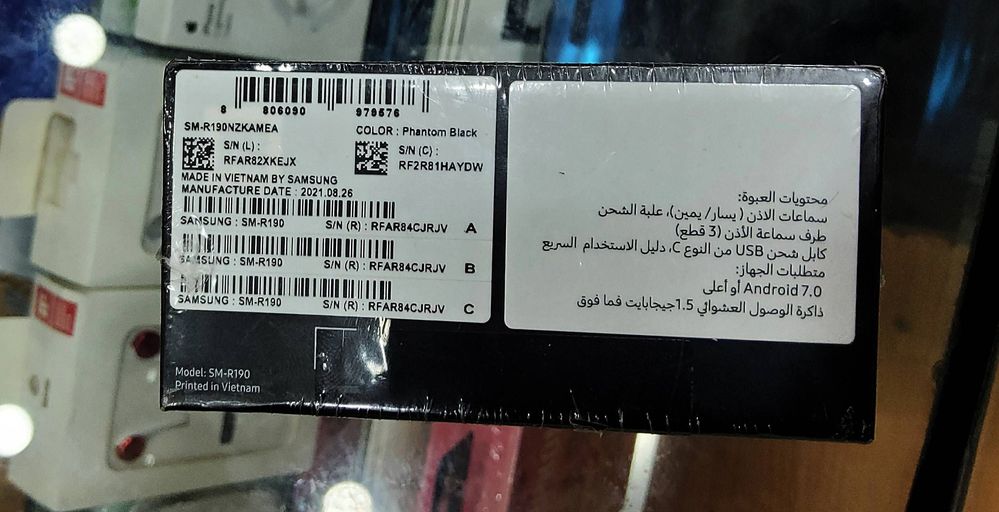 8 806090 979576
SM-R190NZKAMEA
COLOR : Phantom Black
S/N (L) :
RFAR82XKEJX
S/N (C) :
RF2R81HAYDW
MADE IN VIETNAM BY SAMSUNG
MANUFACTURE DATE : 2021.08.26
SAMSUNG : SM-R190 S/N (R) : RFAR84CJRJV A
SAMSUNG : SM-R190 S/N (R) : RFAR84CJRJV B
SAMSUNG : SM-R190 S/N (R) : RFAR84CJRJV C
Model: SM-R190
Printed in Vietnam
محتويات العبوة:
سماعات الاذن ( يسار/ يمين)، علبة الشحن
طرف سماعة الأذن (3 قطع)
كابل شحن USB من النوع C، دليل الاستخدام السريع
متطلبات الجهاز:
Android 7.0 أو أعلى
ذاكرة الوصول العشوائي 1.5جيجابايت فما فوق